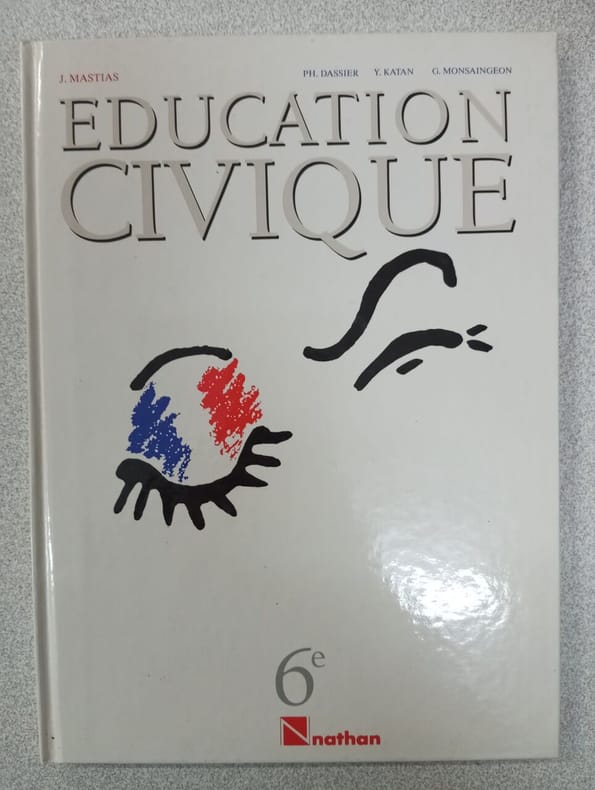 J. MASTIAS PH. DASSIER Y. KATAN G. MONSAINGEON
EDUCATION
CIVIQUE
6e
nathan